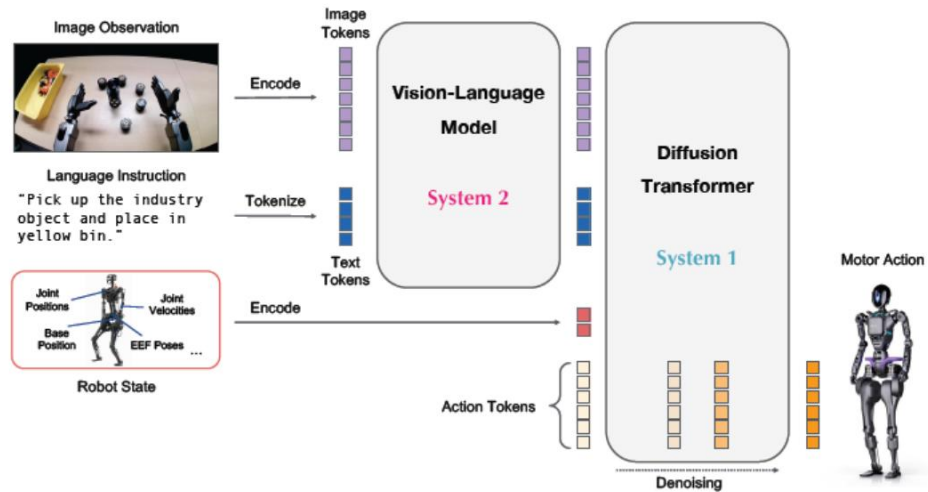 Image Observation
Encode
Image
Tokens
Vision-Language
Model
System 2
Diffusion
Transformer
System 1
Language Instruction
"Pick up the industry
object and place in
yellow bin."
Tokenize
Text
Tokens
Joint
Positions
Joint
Velocities
Base
Position
EEF Poses ...
Robot State
Encode
Action Tokens
Denoising
Motor Action